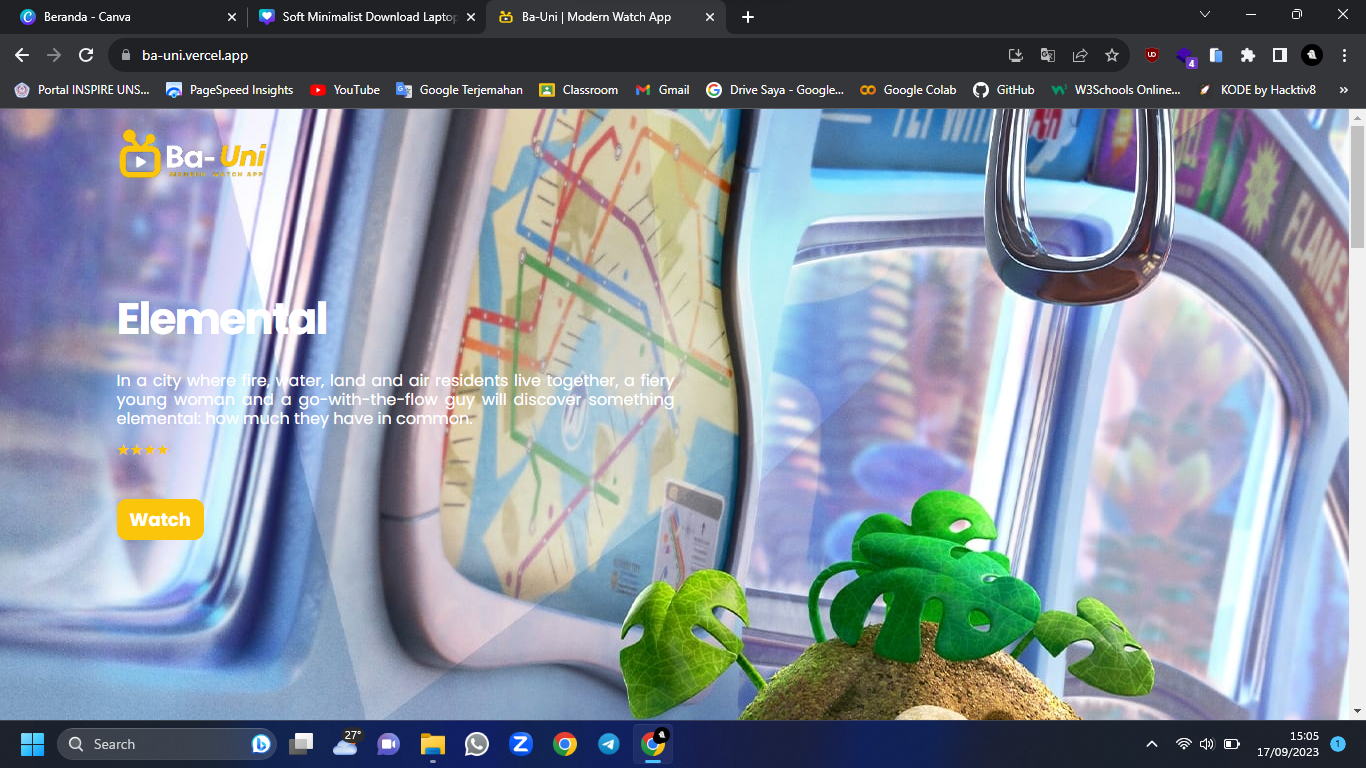 Beranda - Canva
Soft Minimalist Download Laptop
Ba-Uni | Modern Watch App
ba-uni.vercel.app
UD
4
Portal INSPIRE UNS...
PageSpeed Insights
YouTube
Google Terjemahan
Classroom
Gmail
Drive Saya - Google...
Google Colab
GitHub
W3Schools Online...
KODE by Hacktiv8
»
Ba-Uni
MODERN WATCH APP
FLAMES
Elemental
In a city where fire, water, land and air residents live together, a fiery
young woman and a go-with-the-flow guy will discover something
elemental: how much they have in common.
★★★★
Watch
Search
27°
15:05
17/09/2023
1